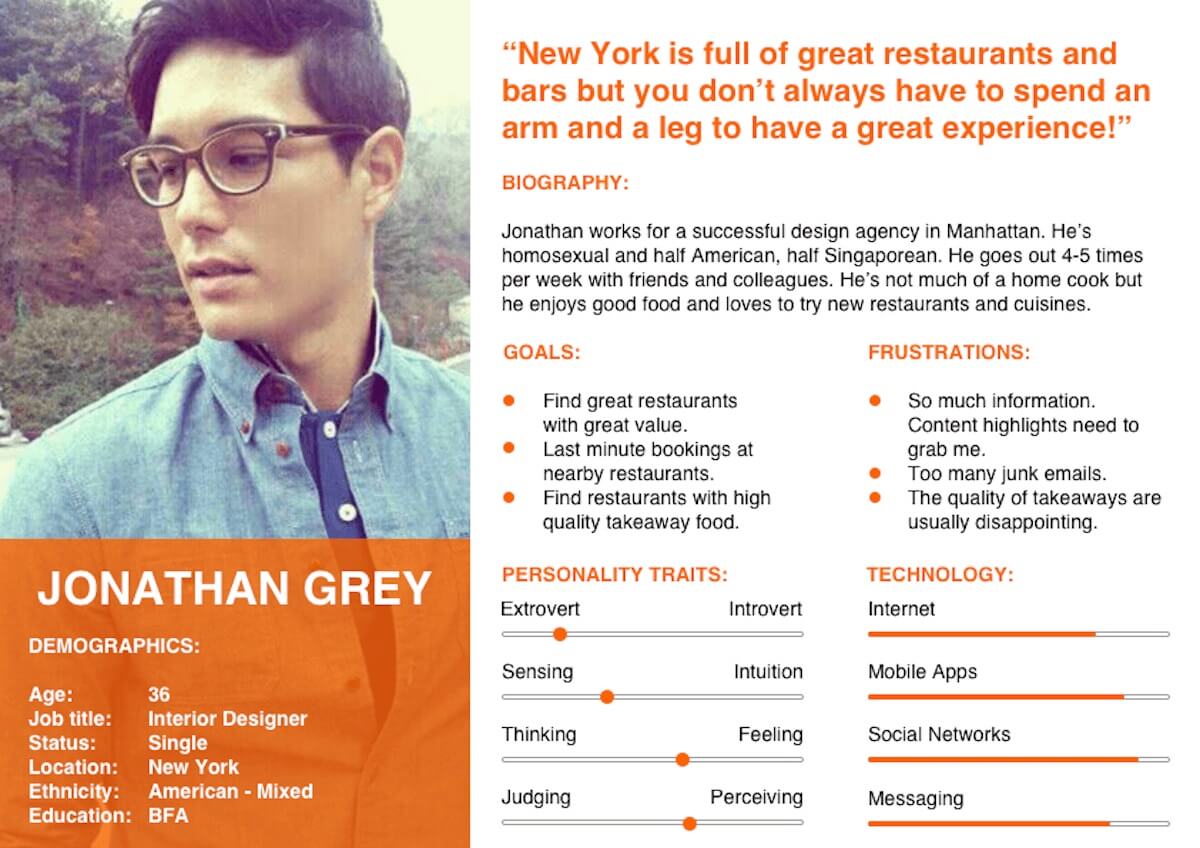 “New York is full of great restaurants and
bars but you don’t always have to spend an
arm and a leg to have a great experience!”
BIOGRAPHY:
Jonathan works for a successful design agency in Manhattan. He’s
homosexual and half American, half Singaporean. He goes out 4-5 times
per week with friends and colleagues. He’s not much of a home cook but
he enjoys good food and loves to try new restaurants and cuisines.
GOALS:
Find great restaurants
with great value.
Last minute bookings at
nearby restaurants.
Find restaurants with high
quality takeaway food.
FRUSTRATIONS:
So much information.
Content highlights need to
grab me.
Too many junk emails.
The quality of takeaways are
usually disappointing.
JONATHAN GREY
DEMOGRAPHICS:
Age: 36
Job title: Interior Designer
Status: Single
Location: New York
Ethnicity: American - Mixed
Education: BFA
PERSONALITY TRAITS:
Extrovert Introvert
Sensing Intuition
Thinking Feeling
Judging Perceiving
TECHNOLOGY:
Internet
Mobile Apps
Social Networks
Messaging